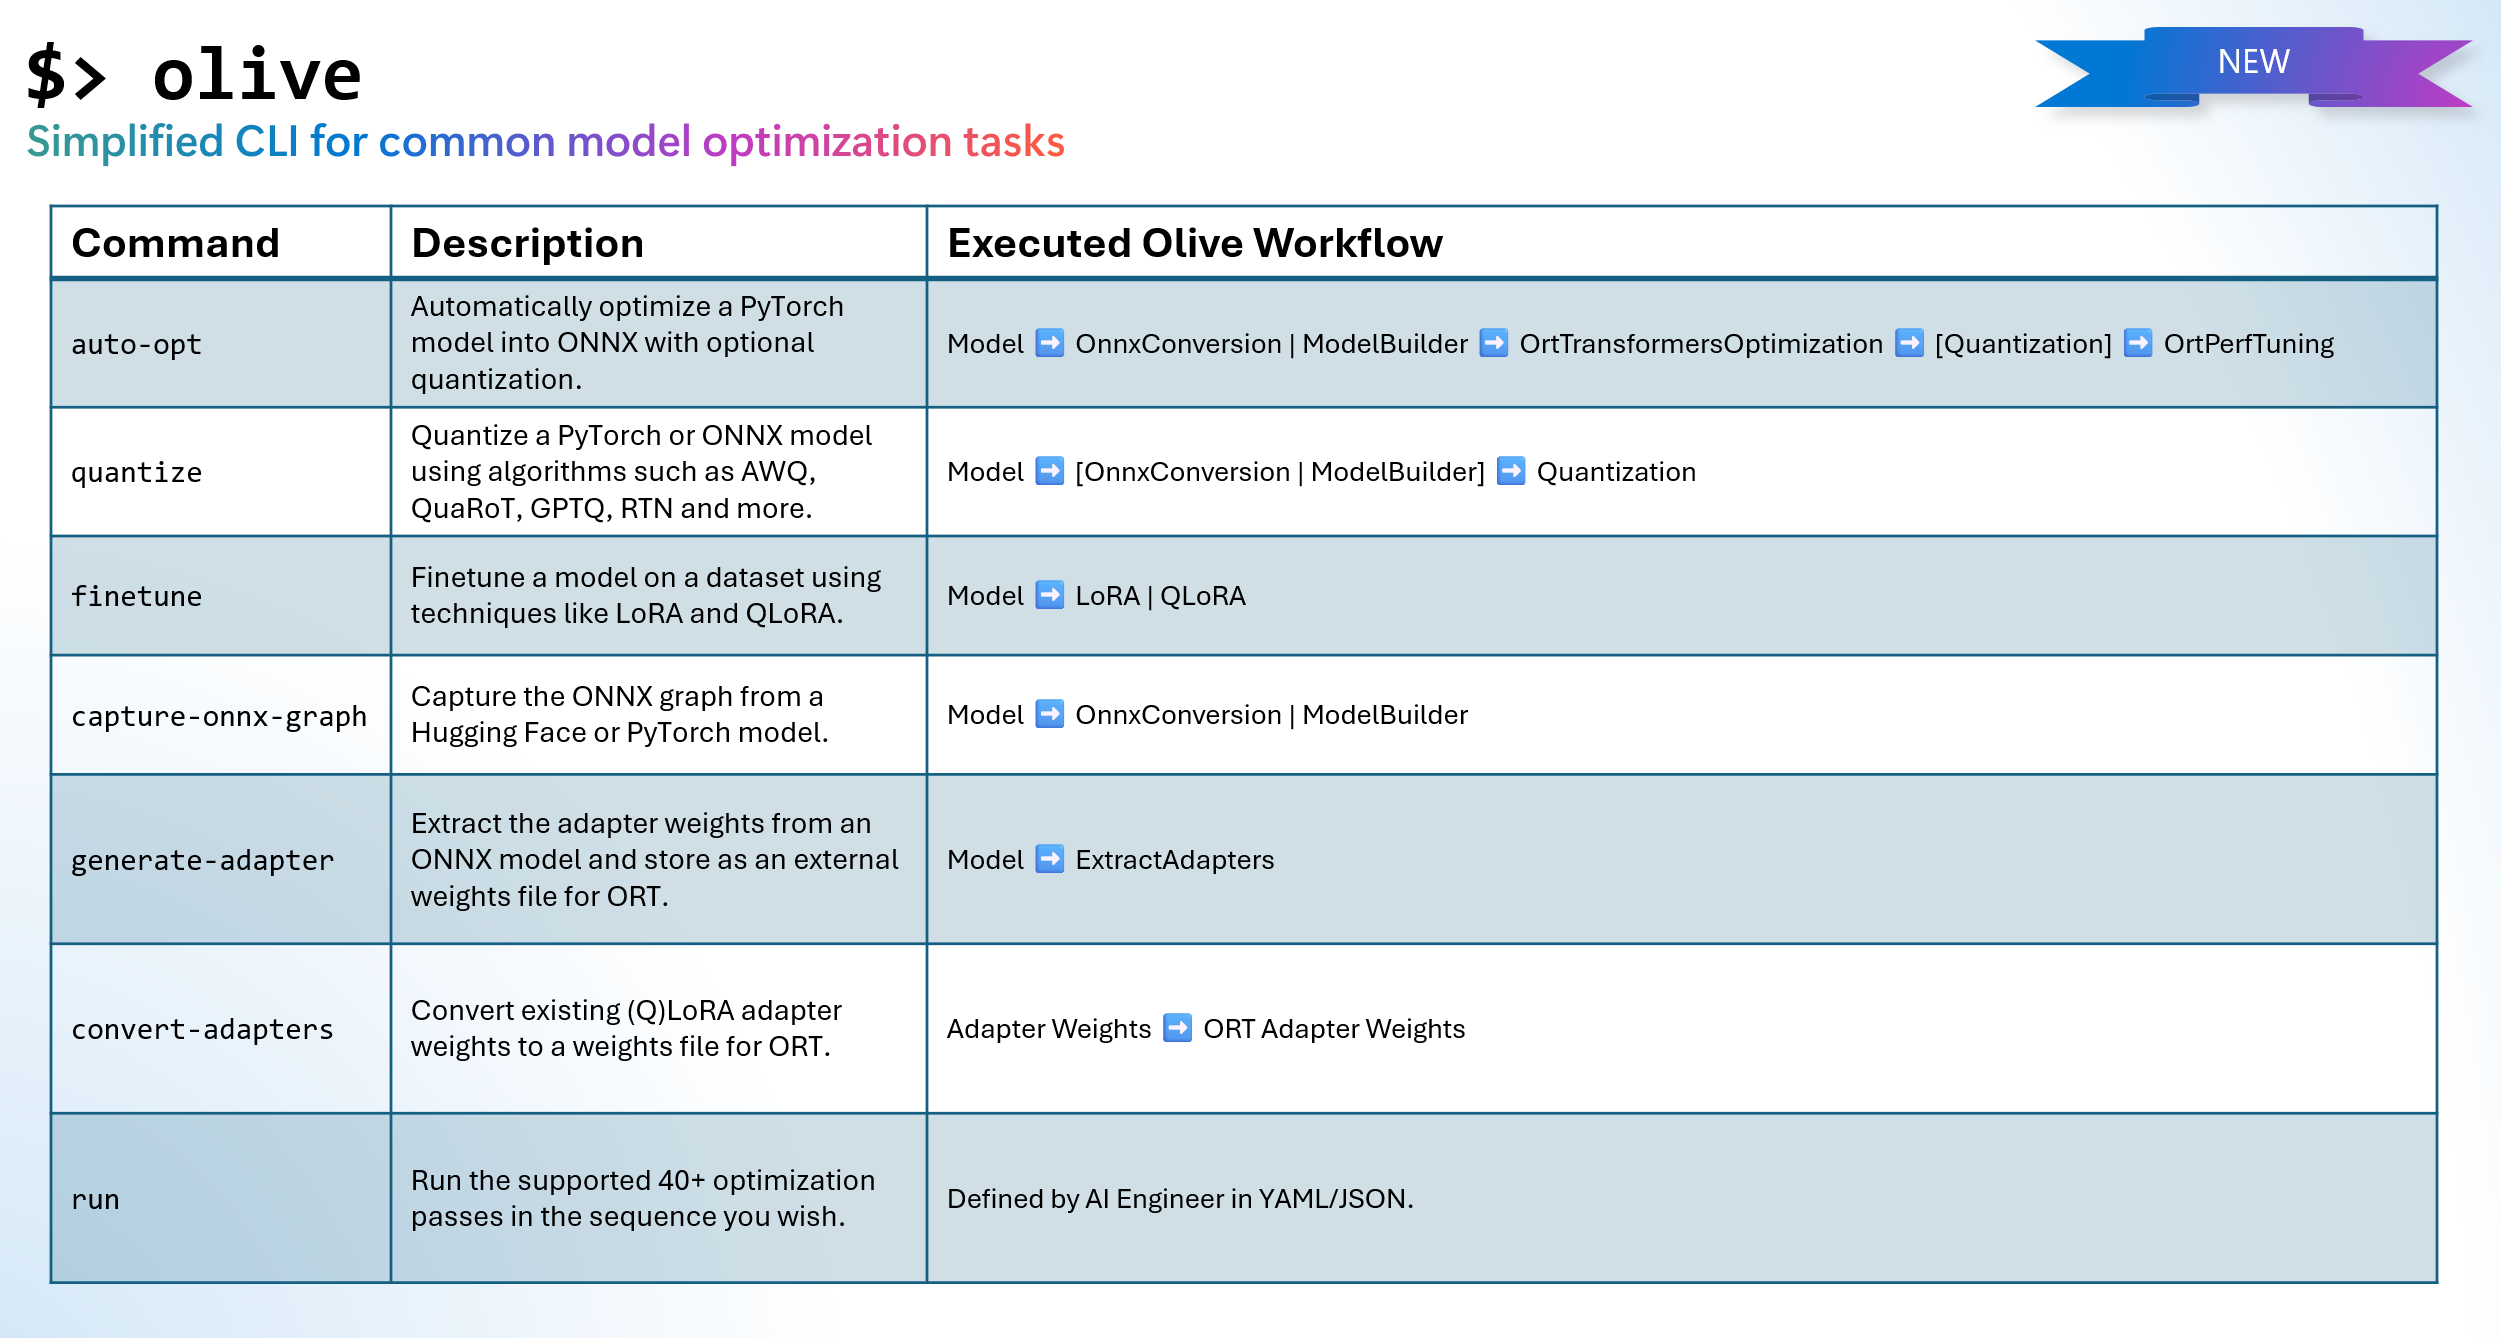 $> olive
NEW
Simplified CLI for common model optimization tasks
Command
Description
Executed Olive Workflow
auto-opt
Automatically optimize a PyTorch
model into ONNX with optional
quantization.
Model ➡️ OnnxConversion | ModelBuilder ➡️ OrtTransformersOptimization ➡️ [Quantization] ➡️ OrtPerfTuning
quantize
Quantize a PyTorch or ONNX model
using algorithms such as AWQ,
QuaRoT, GPTQ, RTN and more.
Model ➡️ [OnnxConversion | ModelBuilder] ➡️ Quantization
finetune
Finetune a model on a dataset using
techniques like LoRA and QLoRA.
Model ➡️ LoRA | QLoRA
capture-onnx-graph
Capture the ONNX graph from a
Hugging Face or PyTorch model.
Model ➡️ OnnxConversion | ModelBuilder
generate-adapter
Extract the adapter weights from an
ONNX model and store as an external
weights file for ORT.
Model ➡️ ExtractAdapters
convert-adapters
Convert existing (Q)LoRA adapter
weights to a weights file for ORT.
Adapter Weights ➡️ ORT Adapter Weights
run
Run the supported 40+ optimization
passes in the sequence you wish.
Defined by AI Engineer in YAML/JSON.